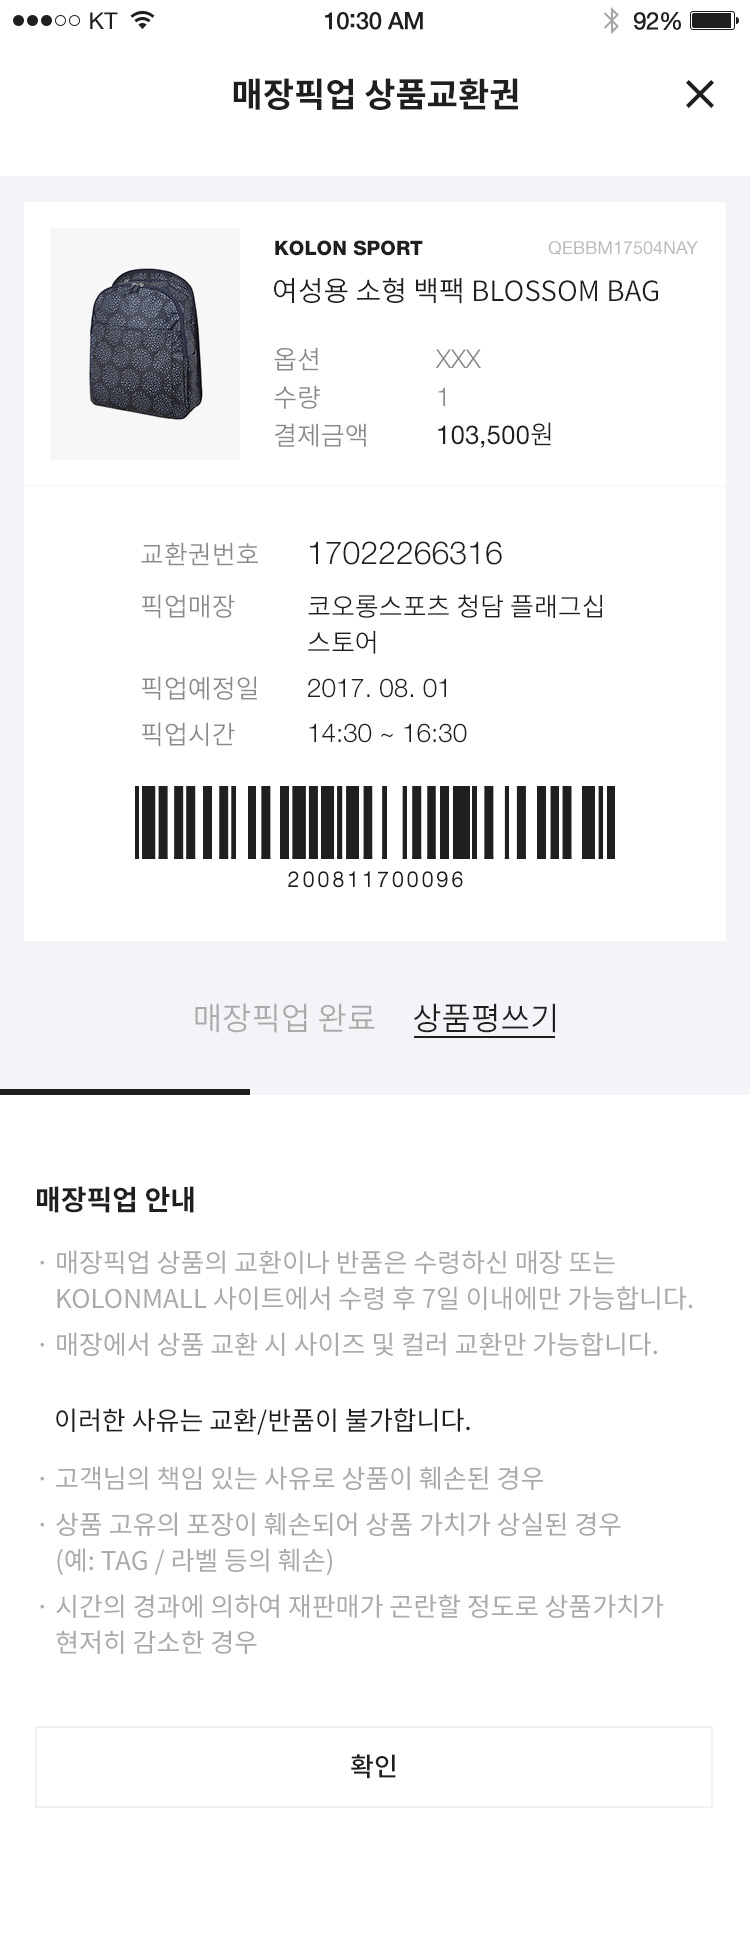 KT
10:30 AM
92%
매장픽업 상품교환권
KOLON SPORT
QEBBM17504NAY
여성용 소형 백팩 BLOSSOM BAG
옵션 XXX
수량 1
결제금액 103,500원
교환권번호 17022266316
픽업매장 코오롱스포츠 청담 플래그십
스토어
픽업예정일 2017. 08. 01
픽업시간 14:30 ~ 16:30
200811700096
매장픽업 완료 상품평쓰기
매장픽업 안내
· 매장픽업 상품의 교환이나 반품은 수령하신 매장 또는
KOLONMALL 사이트에서 수령 후 7일 이내에만 가능합니다.
· 매장에서 상품 교환 시 사이즈 및 컬러 교환만 가능합니다.
이러한 사유는 교환/반품이 불가합니다.
· 고객님의 책임 있는 사유로 상품이 훼손된 경우
· 상품 고유의 포장이 훼손되어 상품 가치가 상실된 경우
(예: TAG / 라벨 등의 훼손)
· 시간의 경과에 의하여 재판매가 곤란할 정도로 상품가치가
현저히 감소한 경우
확인